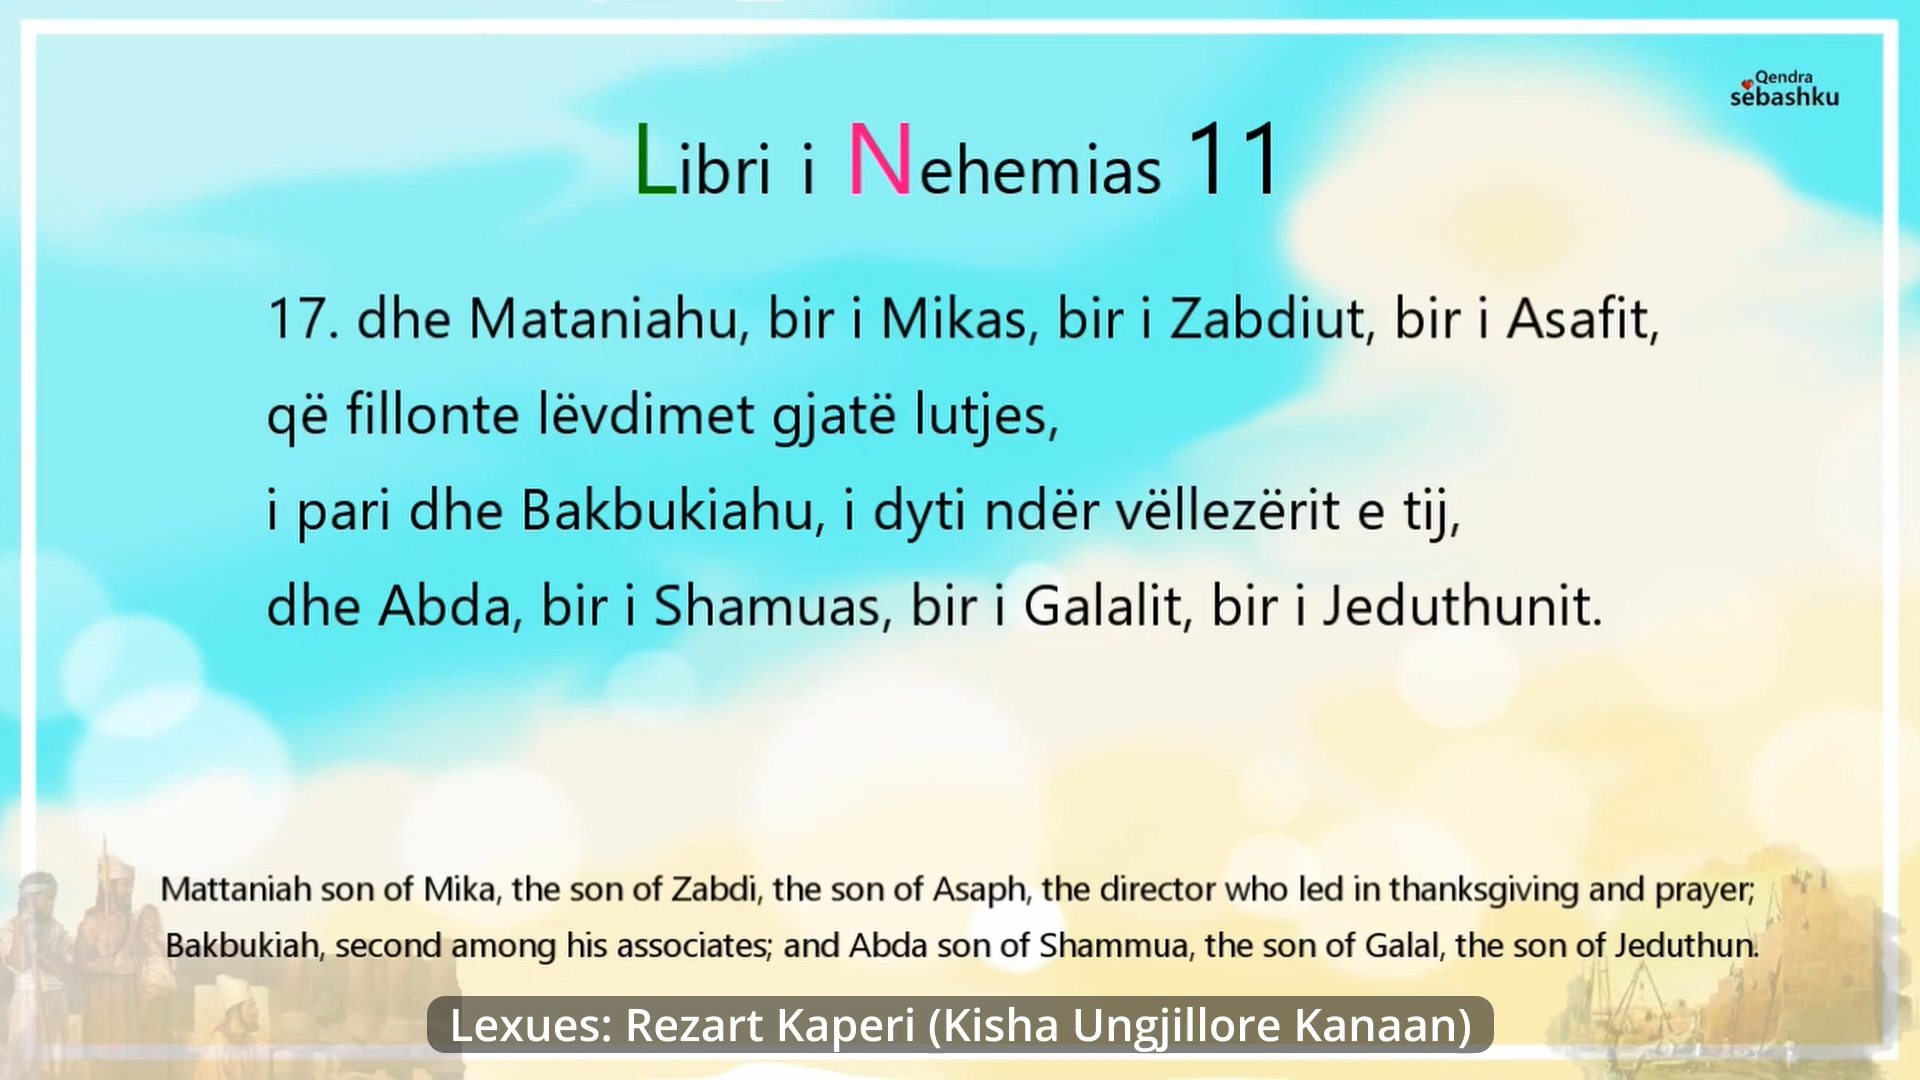 Qendra
sëbashku
Libri i Nehemias 11
17. dhe Mataniahu, bir i Mikas, bir i Zabdiut, bir i Asafit,
që fillonte lëvdimet gjatë lutjes,
i pari dhe Bakbukiahu, i dyti ndër vëllezërit e tij,
dhe Abda, bir i Shamuas, bir i Galalit, bir i Jeduthunit.
Mattaniah son of Mika, the son of Zabdi, the son of Asaph, the director who led in thanksgiving and prayer;
Bakbukiah, second among his associates; and Abda son of Shammua, the son of Galal, the son of Jeduthun.
Lexues: Rezart Kaperi (Kisha Ungjillore Kanaan)